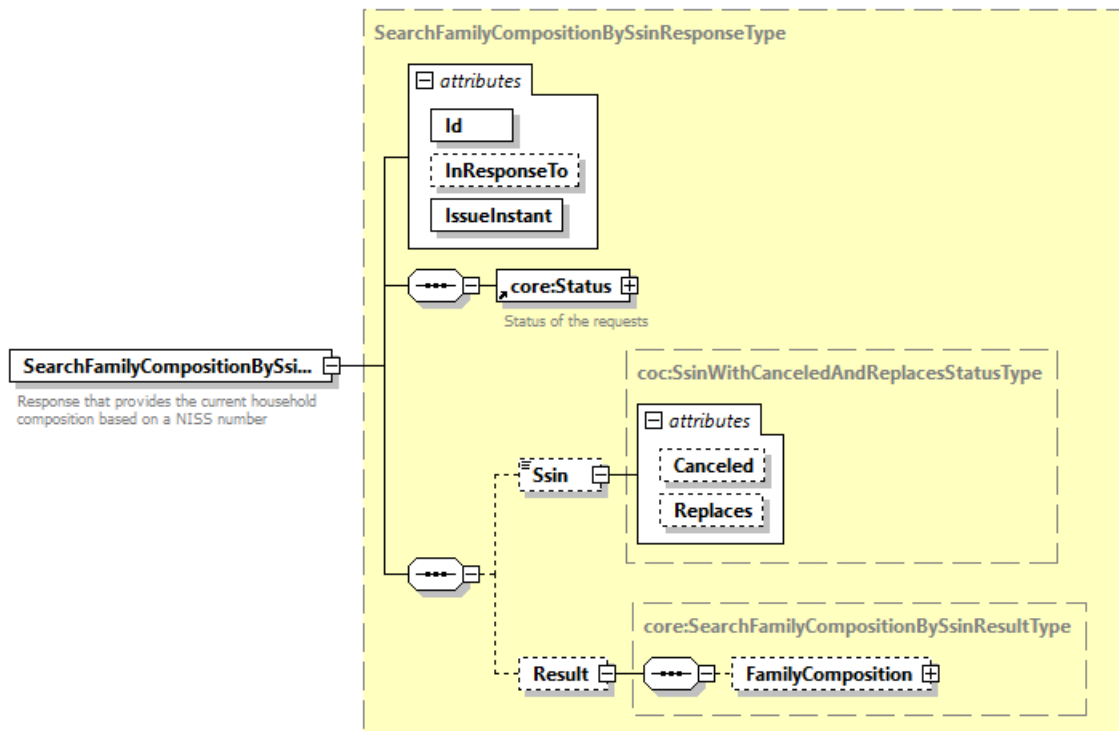 SearchFamilyCompositionBySsinResponseType
attributes
Id
InResponseTo
IssueInstant
core:Status
Status of the requests
SearchFamilyCompositionBySsi...
Response that provides the current household
composition based on a NISS number
coc:SsinWithCanceledAndReplacesStatusType
attributes
Canceled
Ssin
Replaces
core:SearchFamilyCompositionBySsinResultType
Result
FamilyComposition